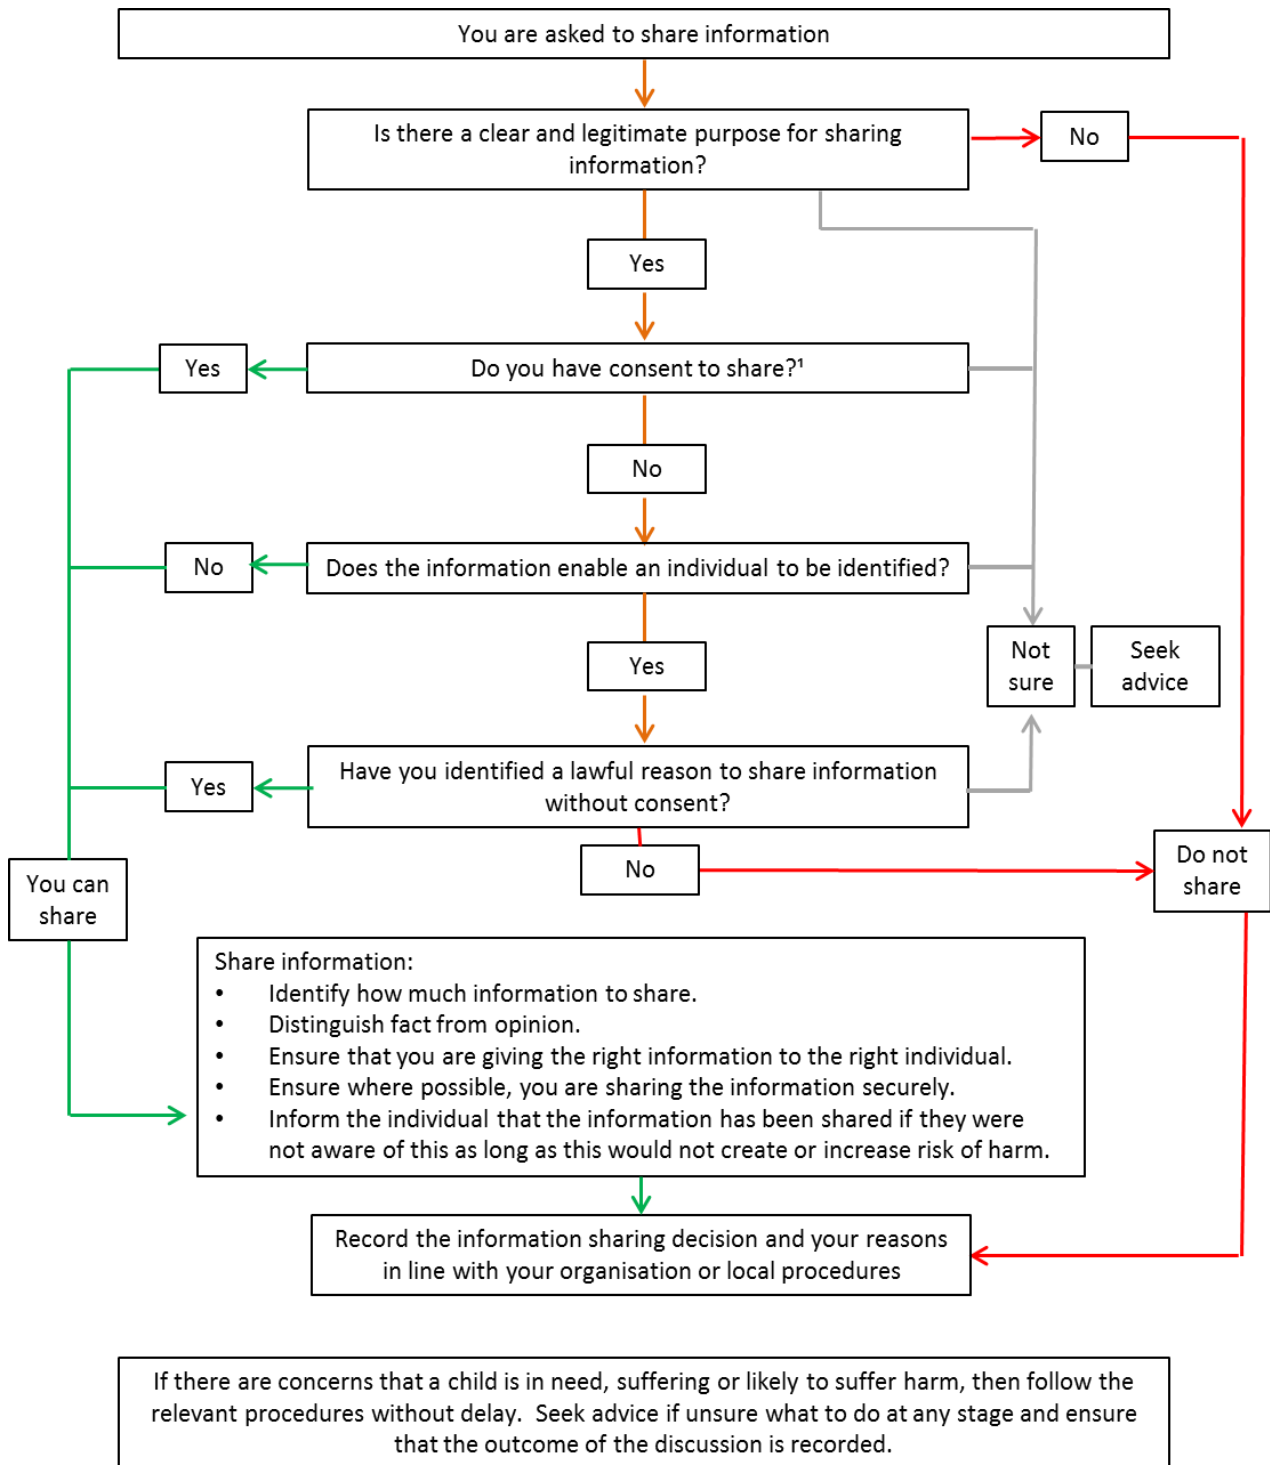 You are asked to share information
Is there a clear and legitimate purpose for sharing
information?
No
Yes
Yes
Do you have consent to share?¹
No
No
Does the information enable an individual to be identified?
Yes
Not
sure
Seek
advice
Yes
Have you identified a lawful reason to share information
without consent?
No
Do not
share
You can
share
Share information:
• Identify how much information to share.
• Distinguish fact from opinion.
• Ensure that you are giving the right information to the right individual.
• Ensure where possible, you are sharing the information securely.
• Inform the individual that the information has been shared if they were
not aware of this as long as this would not create or increase risk of harm.
Record the information sharing decision and your reasons
in line with your organisation or local procedures
If there are concerns that a child is in need, suffering or likely to suffer harm, then follow the
relevant procedures without delay.  Seek advice if unsure what to do at any stage and ensure
that the outcome of the discussion is recorded.